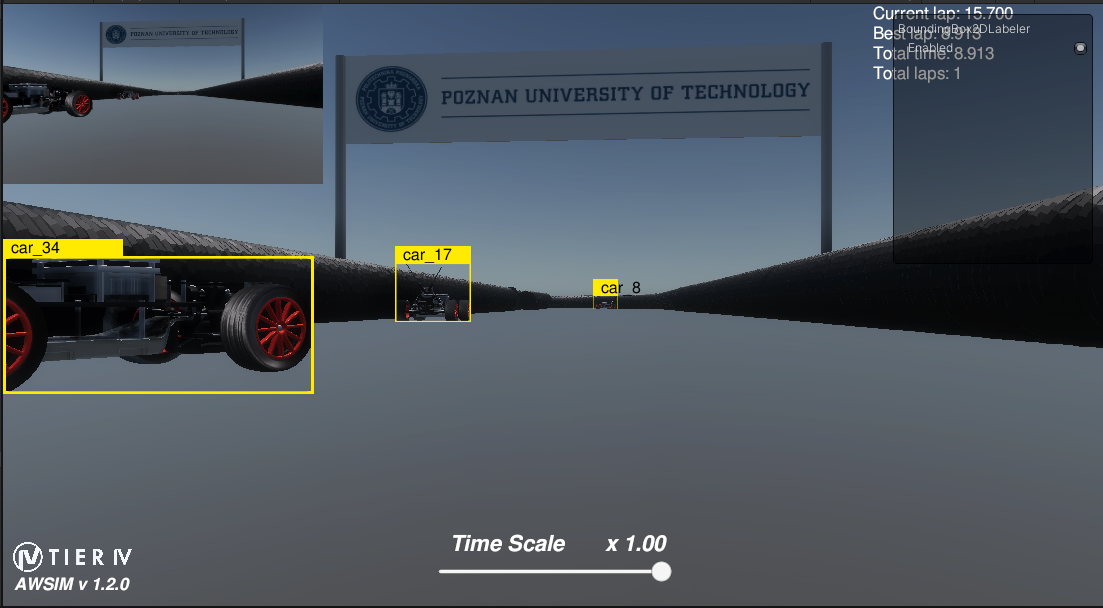 POZNAN UNIVERSITY OF TECHNOLOGY
POZNAN UNIVERSITY OF TECHNOLOGY
Current lap: 15.700
Best lap: 8.913
Total time: 8.913
Total laps: 1
BoundingBox2DLabeler
Enabled
car_34
car_17
car_8
Time Scale x 1.00
TIER IV
AWSIM v 1.2.0